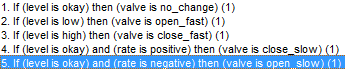 1. If (level is okay) then (valve is no_change) (1)
2. If (level is low) then (valve is open_fast) (1)
3. If (level is high) then (valve is close_fast) (1)
4. If (level is okay) and (rate is positive) then (valve is close_slow) (1)
5. If (level is okay) and (rate is negative) then (valve is open_slow) (1)